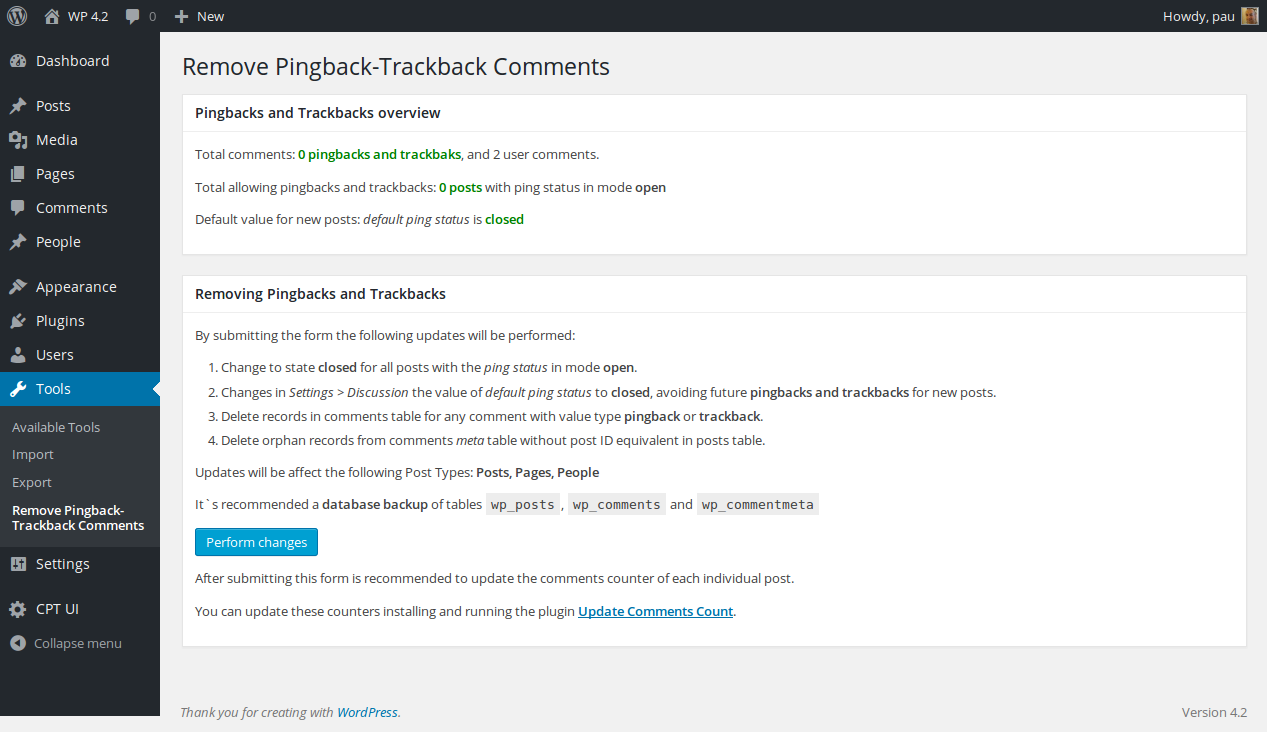 WP 4.2
0
New
Howdy, pau
Dashboard
Posts
Media
Pages
Comments
People
Appearance
Plugins
Users
Tools
Available Tools
Import
Export
Remove Pingback-
Trackback Comments
Settings
CPT UI
Collapse menu
Remove Pingback-Trackback Comments
Pingbacks and Trackbacks overview
Total comments: 0 pingbacks and trackbaks, and 2 user comments.
Total allowing pingbacks and trackbacks: 0 posts with ping status in mode open
Default value for new posts: default ping status is closed
Removing Pingbacks and Trackbacks
By submitting the form the following updates will be performed:
1. Change to state closed for all posts with the ping status in mode open.
2. Changes in Settings > Discussion the value of default ping status to closed, avoiding future pingbacks and trackbacks for new posts.
3. Delete records in comments table for any comment with value type pingback or trackback.
4. Delete orphan records from comments meta table without post ID equivalent in posts table.
Updates will be affect the following Post Types: Posts, Pages, People
It`s recommended a database backup of tables wp_posts , wp_comments and wp_commentmeta
Perform changes
After submitting this form is recommended to update the comments counter of each individual post.
You can update these counters installing and running the plugin Update Comments Count.
Thank you for creating with WordPress.
Version 4.2